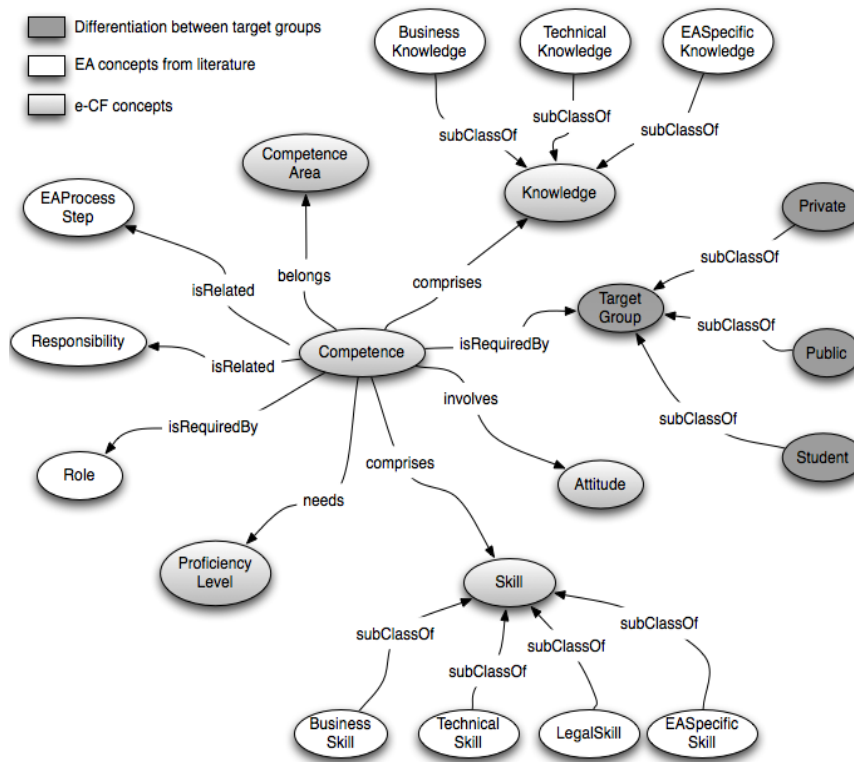 Differentiation between target groups
EA concepts from literature
e-CF concepts
Business
Knowledge
Technical
Knowledge
EASpecific
Knowledge
subClassOf
subClassOf
subClassOf
Competence
Area
Knowledge
EAProcess
Step
Private
isRelated
belongs
comprises
subClassOf
Target
Group
Responsibility
isRelated
Competence
isRequiredBy
subClassOf
Public
involves
isRequiredBy
subClassOf
Student
Role
comprises
Attitude
needs
Proficiency
Level
Skill
subClassOf
subClassOf
subClassOf
subClassOf
Business
Skill
Technical
Skill
LegalSkill
EASpecific
Skill